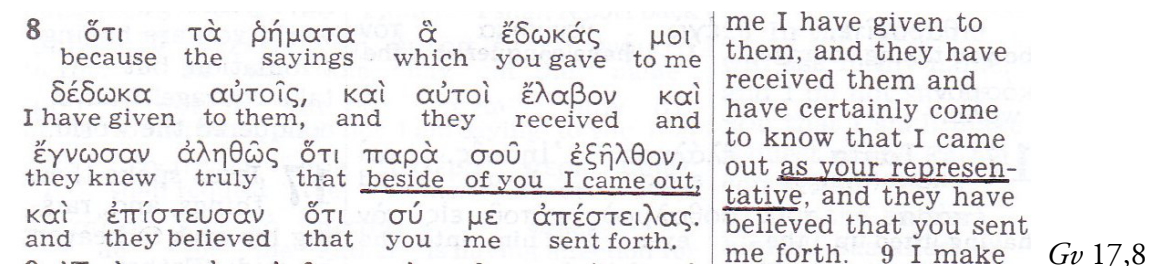 8 ὅτι τὰ ῥήματα ἃ ἔδωκάς μοι
because the sayings which you gave to me
δέδωκα αὐτοῖς, καὶ αὐτοὶ ἔλαβον καὶ
I have given to them, and they received and
ἔγνωσαν ἀληθῶς ὅτι παρὰ σοῦ ἐξῆλθον,
they knew truly that beside of you I came out,
καὶ ἐπίστευσαν ὅτι σύ με ἀπέστειλας.
and they believed that you me sent forth.
me I have given to
them, and they have
received them and
have certainly come
to know that I came
out as your represen-
tative, and they have
believed that you sent
me forth. 9 I make
Gv 17,8